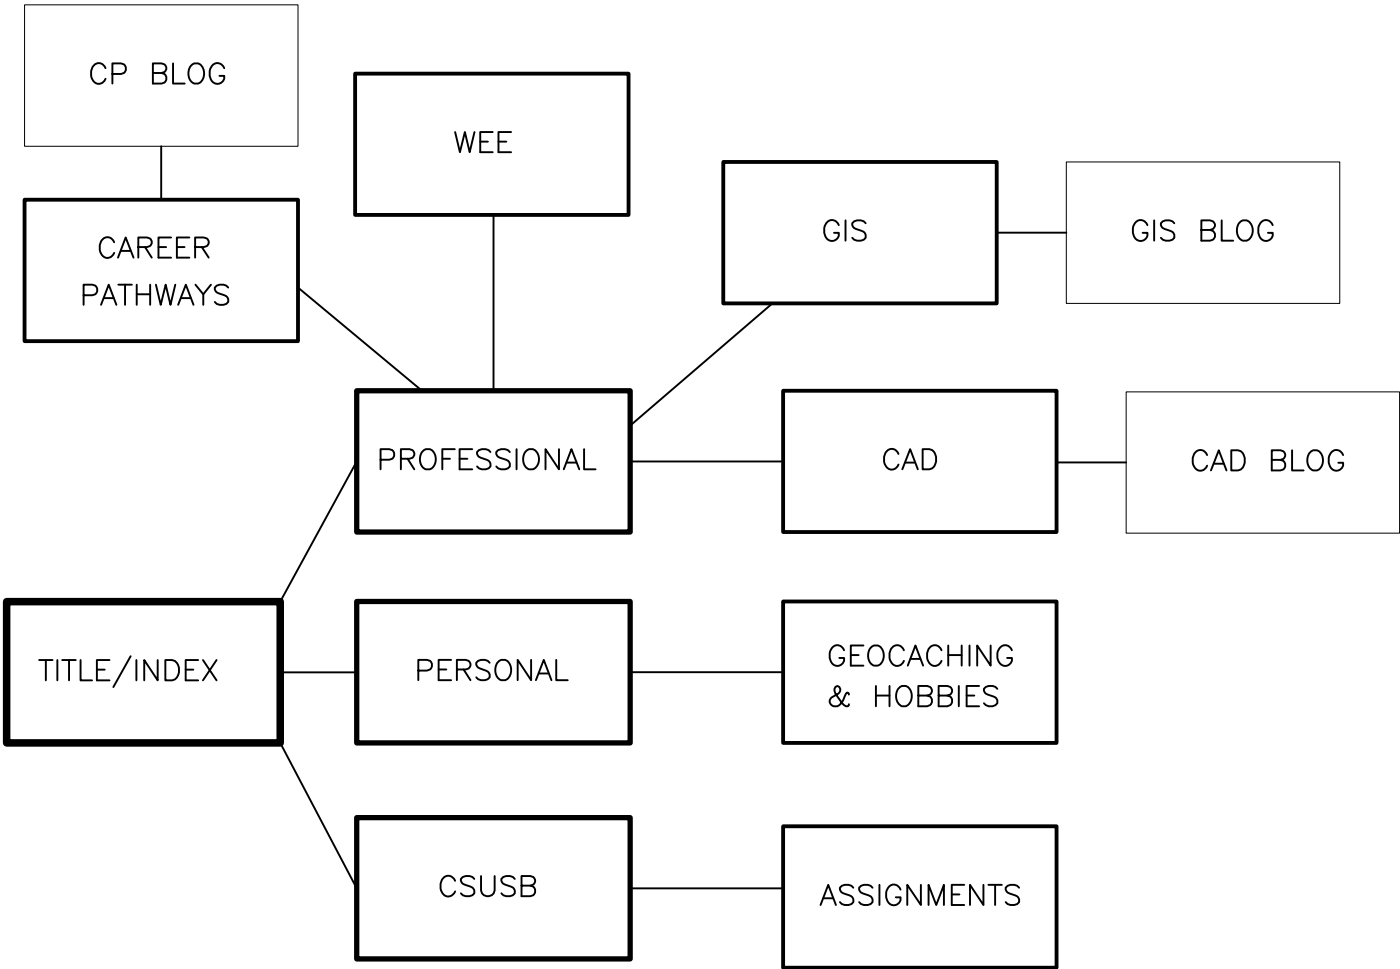 CP BLOG
WEE
CAREER
PATHWAYS
GIS
GIS BLOG
PROFESSIONAL
CAD
CAD BLOG
TITLE/INDEX
PERSONAL
GEOCACHING
& HOBBIES
CSUSB
ASSIGNMENTS